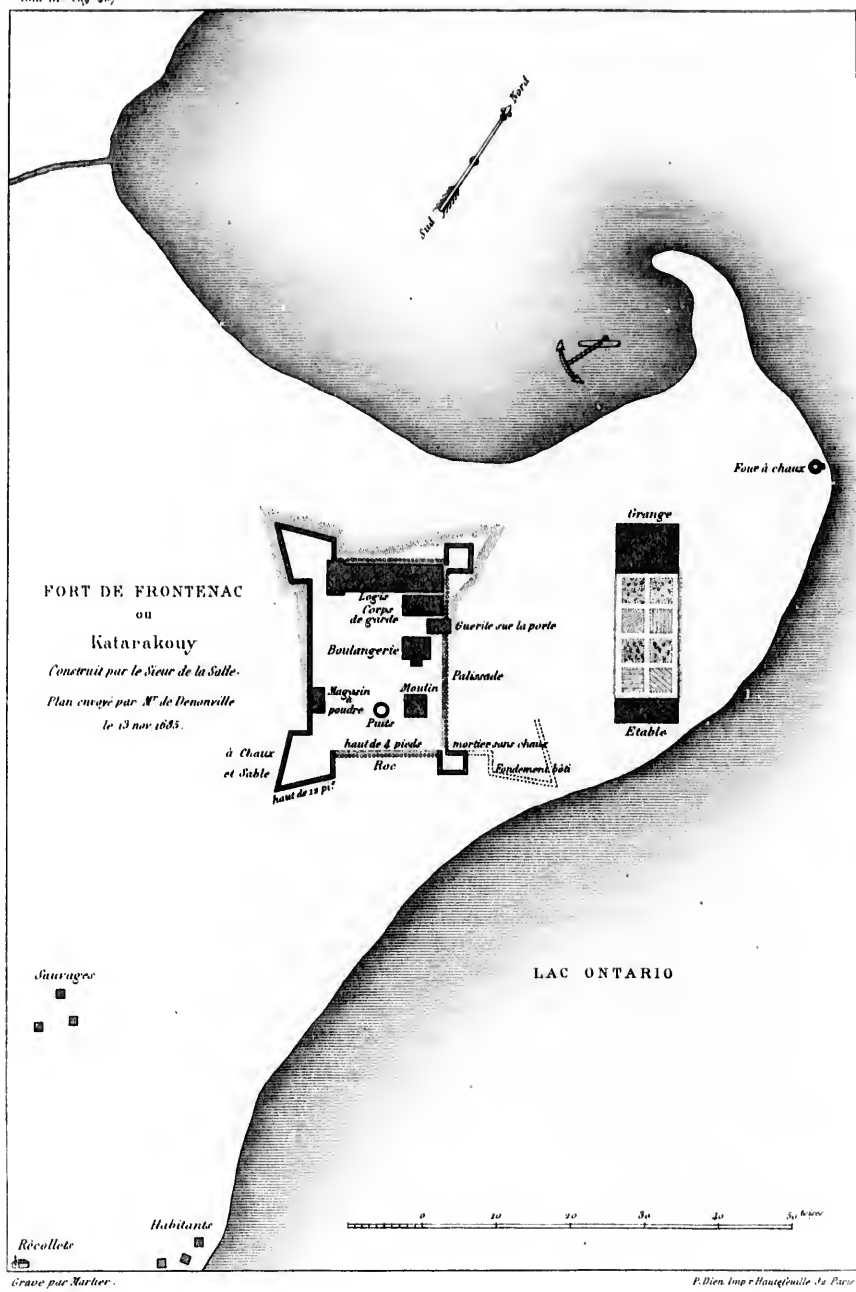 Nord
Sud
Four à chaux
Grange
FORT DE FRONTENAC
ou
Katarakouy
Construit par le Sieur de la Salle.
Plan envoyé par Mr. de Denonville
le 13 nov 1685.
Logis
Corps
de garde
Guerite sur la porte
Boulangerie
Palissade
Magasin
à
poudre
Moulin
Puits
Etable
haut de 4 pieds
mortier sans chaux
à Chaux
et Sable
Roc
Fondement bâti
haut de 12 pi.
Sauvages
LAC ONTARIO
Habitants
Récollets
0 10 20 30 40 50 toises
Gravé par Marlier.
P. Dien Imp r Hautefeuille 32 Paris